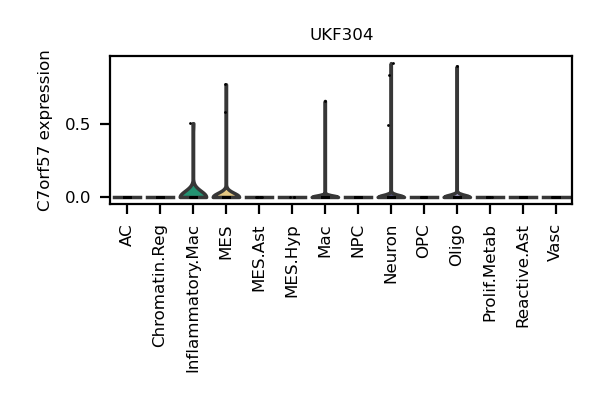 UKF304
C7orf57 expression
0.5
0.0
AC
Chromatin.Reg
Inflammatory.Mac
MES
MES.Ast
MES.Hyp
Mac
NPC
Neuron
OPC
Oligo
Prolif.Metab
Reactive.Ast
Vasc